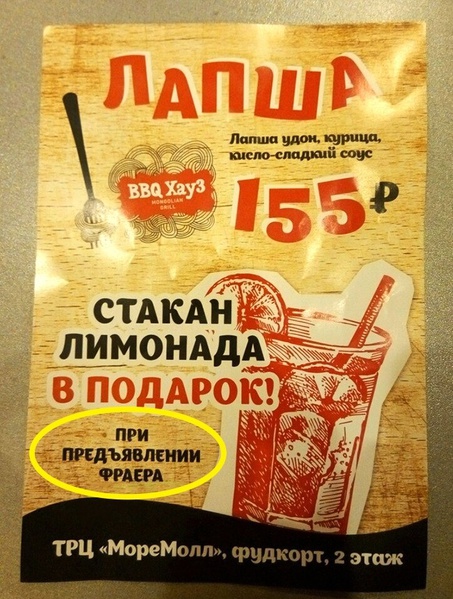 ЛАПША
Лапша удон, курица,
кисло-сладкий соус
BBQ Хауз
MONGOLIAN
GRILL
155₽
СТАКАН
ЛИМОНАДА
В ПОДАРОК!
ПРИ
ПРЕДЪЯВЛЕНИИ
ФРАЕРА
ТРЦ «МореМолл», фудкорт, 2 этаж